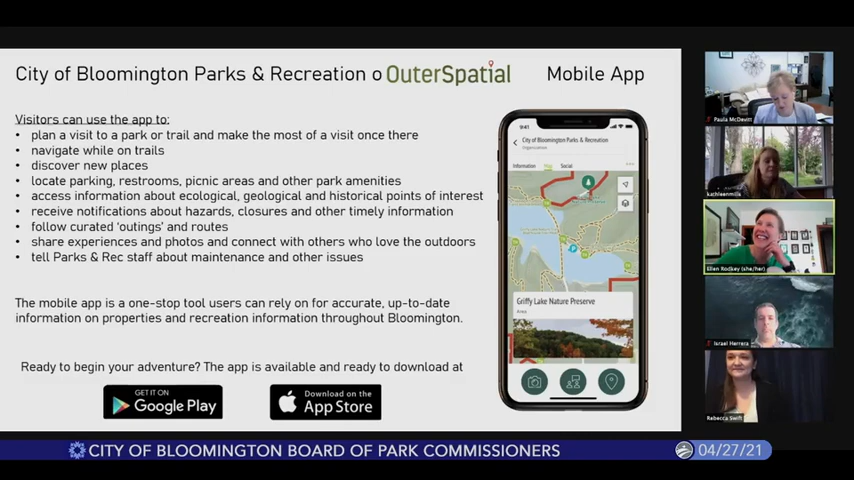 City of Bloomington Parks & Recreation o OuterSpatial Mobile App
Visitors can use the app to:
• plan a visit to a park or trail and make the most of a visit once there
• navigate while on trails
• discover new places
• locate parking, restrooms, picnic areas and other park amenities
• access information about ecological, geological and historical points of interest
• receive notifications about hazards, closures and other timely information
• follow curated ‘outings’ and routes
• share experiences and photos and connect with others who love the outdoors
• tell Parks & Rec staff about maintenance and other issues
The mobile app is a one-stop tool users can rely on for accurate, up-to-date
information on properties and recreation information throughout Bloomington.
Ready to begin your adventure? The app is available and ready to download at
GET IT ON
Google Play
Download on the
App Store
9:41
City of Bloomington Parks & Recreation
Organization
Information Map Social
Griffy Lake Nature Preserve
Area
Paula McDevitt
kathleenmills
Ellen Rodkey (she/her)
Israel Herrera
Rebecca Swift
CITY OF BLOOMINGTON BOARD OF PARK COMMISSIONERS
04/27/21